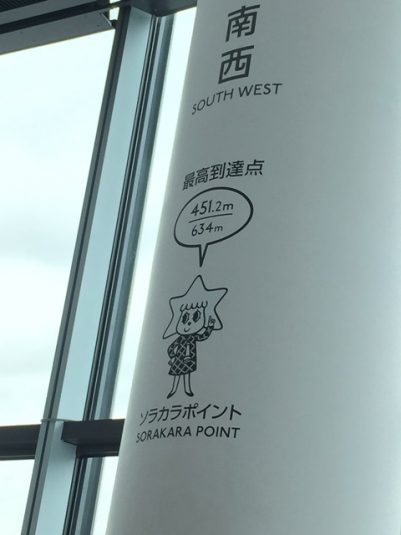 南
西
SOUTH WEST
最高到達点
451.2m
634m
ソラカラポイント
SORAKARA POINT